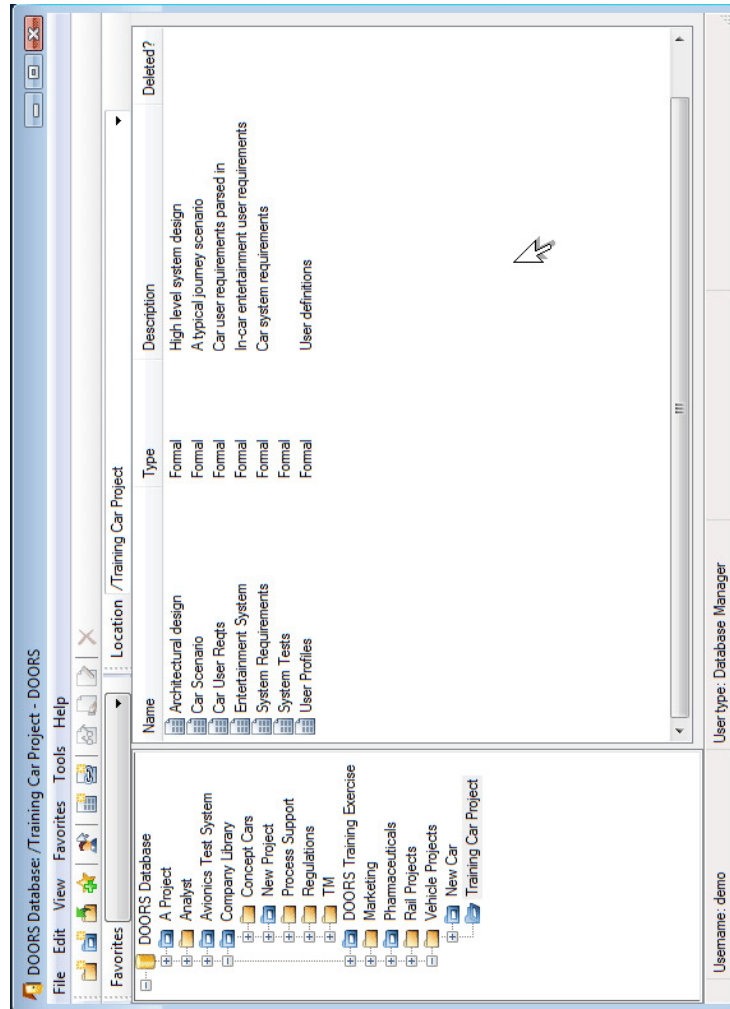 DOORS Database: /Training Car Project - DOORS
File Edit View Favorites Tools Help
Favorites
Location /Training Car Project
DOORS Database
A Project
Analyst
Avionics Test System
Company Library
Concept Cars
New Project
Process Support
Regulations
TM
DOORS Training Exercise
Marketing
Pharmaceuticals
Rail Projects
Vehicle Projects
New Car
Training Car Project
Name Type Description Deleted?
Architectural design Formal High level system design
Car Scenario Formal A typical journey scenario
Car User Reqts Formal Car user requirements parsed in
Entertainment System Formal In-car entertainment user requirements
System Requirements Formal Car system requirements
System Tests Formal
User Profiles Formal User definitions
Username: demo User type: Database Manager